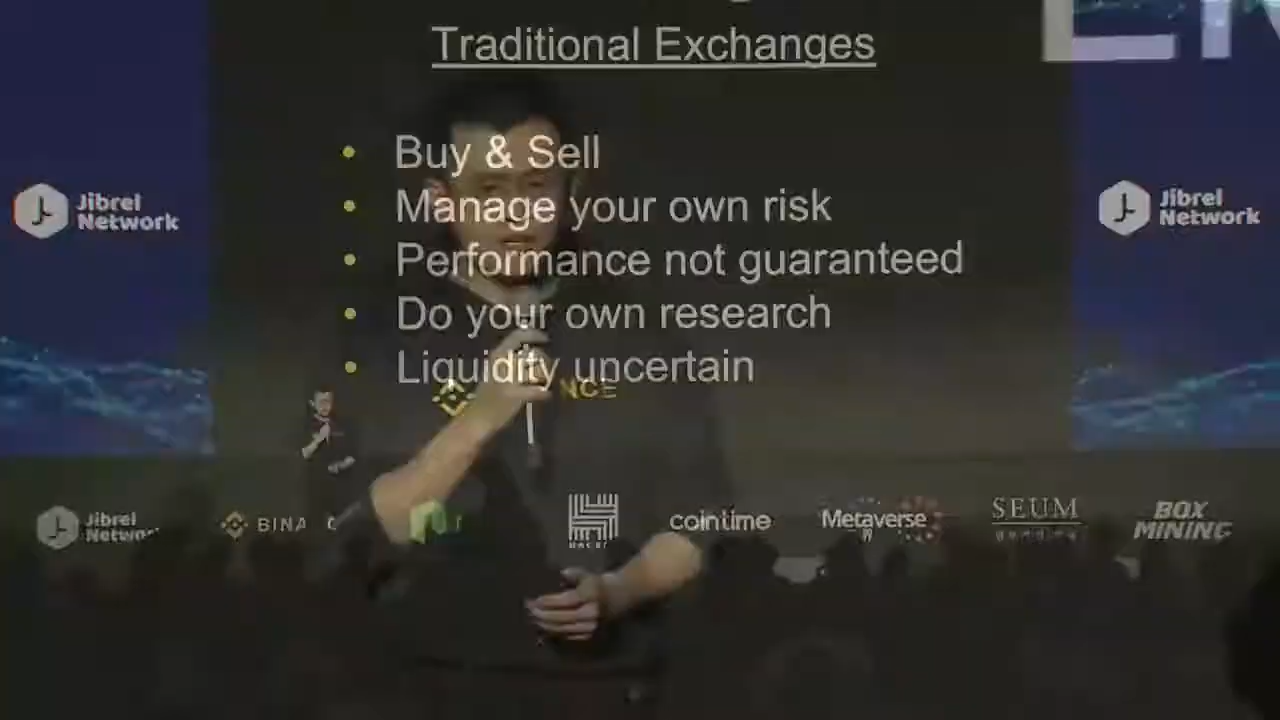 Traditional Exchanges
Buy & Sell
Manage your own risk
Performance not guaranteed
Do your own research
Liquidity uncertain
Jibrel
Network
Jibrel
Network
NCE
Jibrel
BINA
cointime
Metaverse
SEUM
BOX
MINING